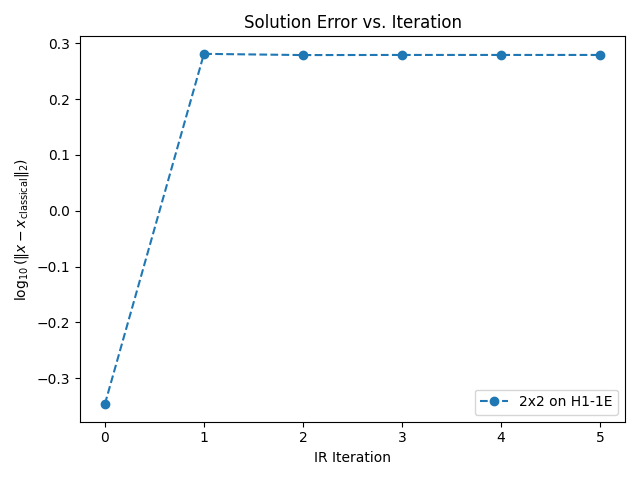 Solution Error vs. Iteration
0.3
0.2
0.1
0.0
−0.1
−0.2
−0.3
log₁₀(‖x − x_classical‖₂)
0 1 2 3 4 5
IR Iteration
2x2 on H1-1E